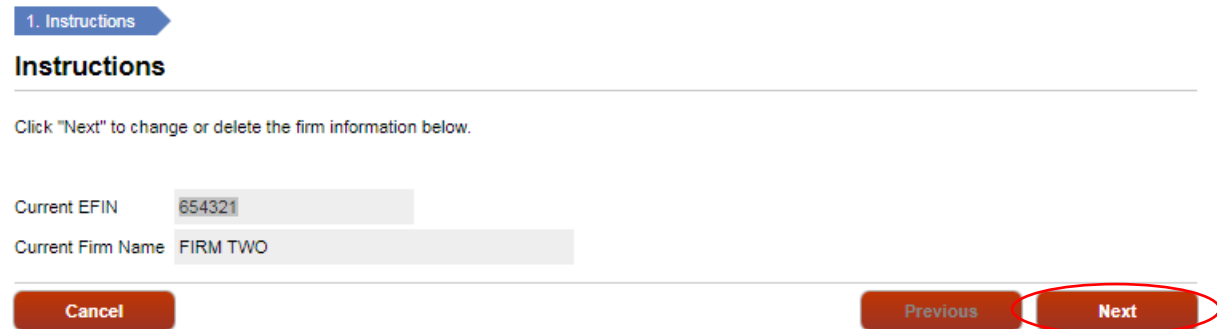 1. Instructions
Instructions
Click "Next" to change or delete the firm information below.
Current EFIN 654321
Current Firm Name FIRM TWO
Cancel Previous Next